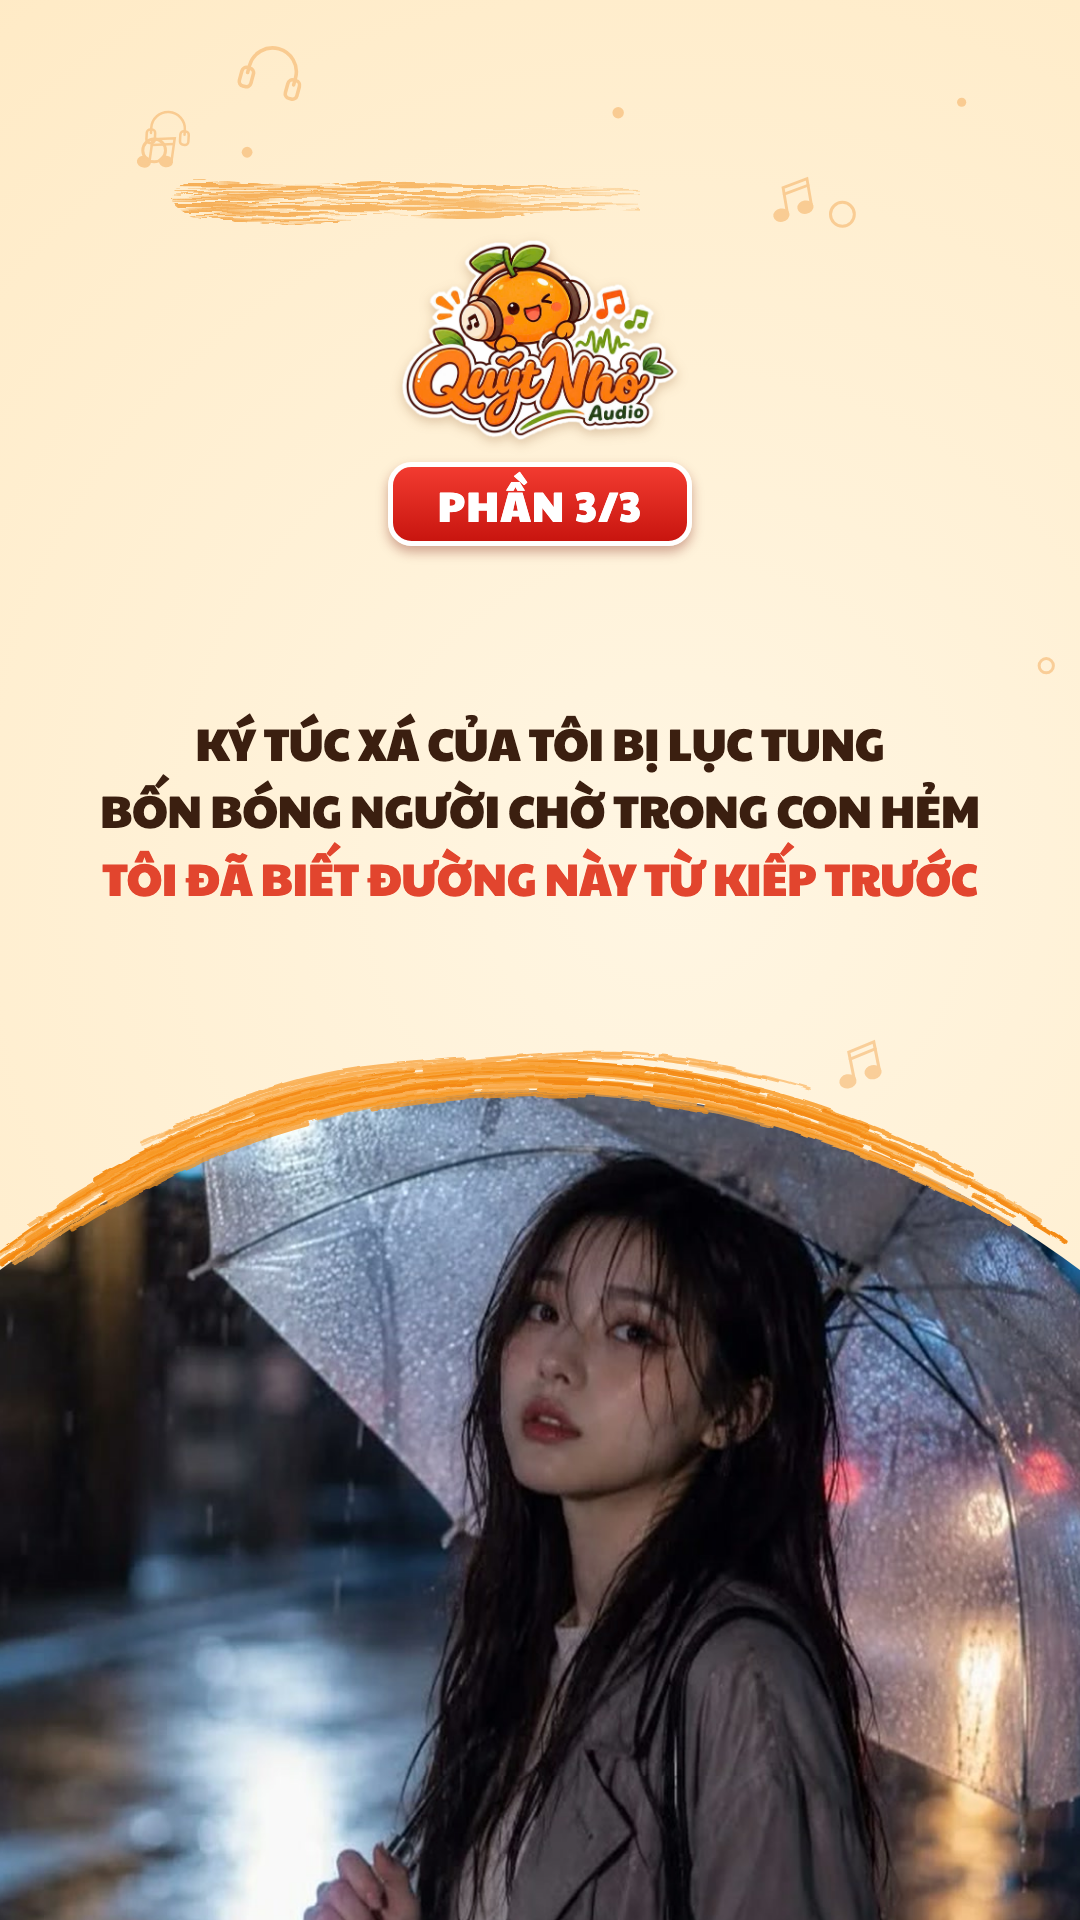 Quýt Nhỏ
Audio
PHẦN 3/3
KÝ TÚC XÁ CỦA TÔI BỊ LỤC TUNG
BỐN BÓNG NGƯỜI CHỜ TRONG CON HẺM
TÔI ĐÃ BIẾT ĐƯỜNG NÀY TỪ KIẾP TRƯỚC